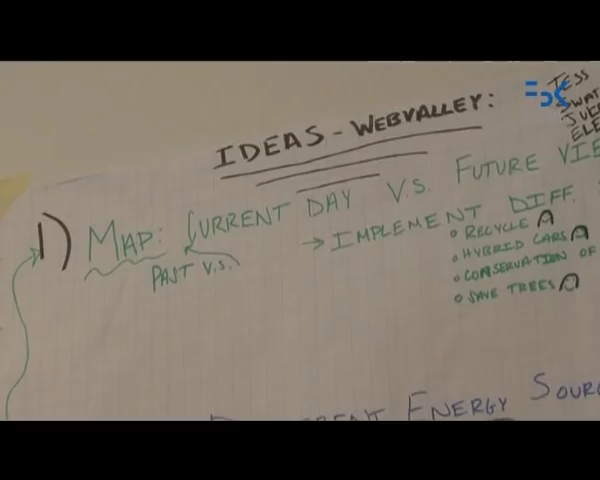 IDEAS - WEBVALLEY:
TESS
1) MAP: CURRENT DAY V.S. FUTURE
PAST V.S.
→ IMPLEMENT DIFF.
• RECYCLE
• HYBRID CARS
• CONSERVATION OF
• SAVE TREES
ENERGY